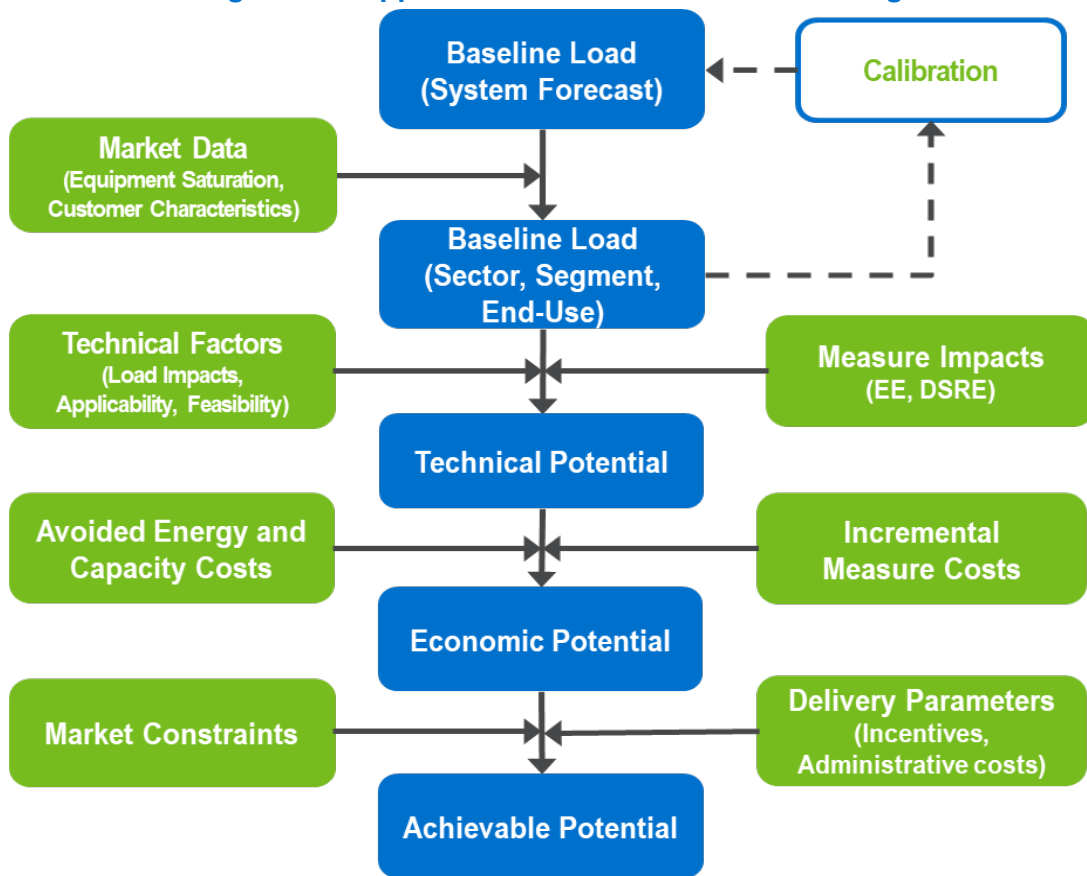 Baseline Load
(System Forecast)
Calibration
Market Data
(Equipment Saturation,
Customer Characteristics)
Baseline Load
(Sector, Segment,
End-Use)
Technical Factors
(Load Impacts,
Applicability, Feasibility)
Measure Impacts
(EE, DSRE)
Technical Potential
Avoided Energy and
Capacity Costs
Incremental
Measure Costs
Economic Potential
Market Constraints
Delivery Parameters
(Incentives,
Administrative costs)
Achievable Potential